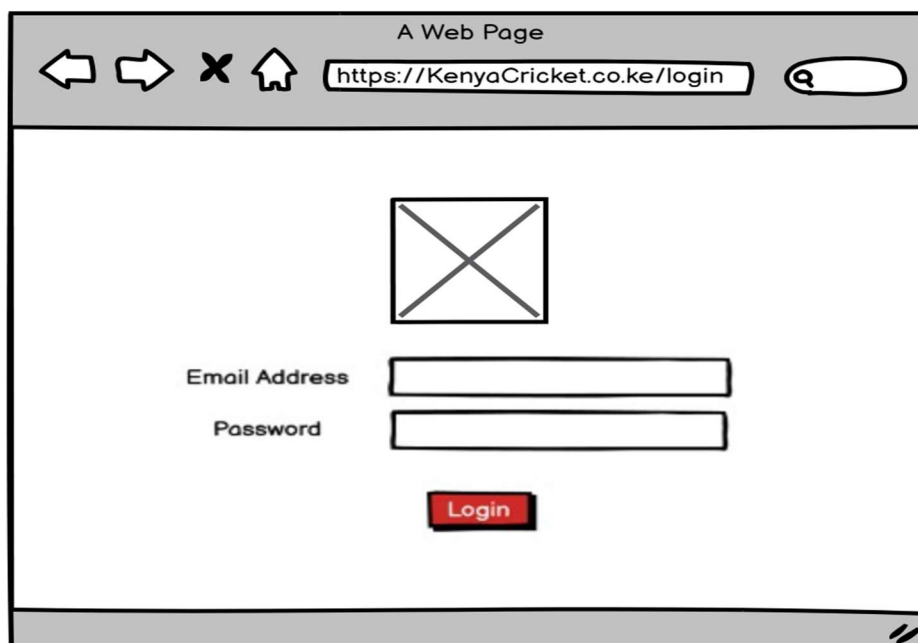 A Web Page
https://KenyaCricket.co.ke/login
Email Address
Password
Login